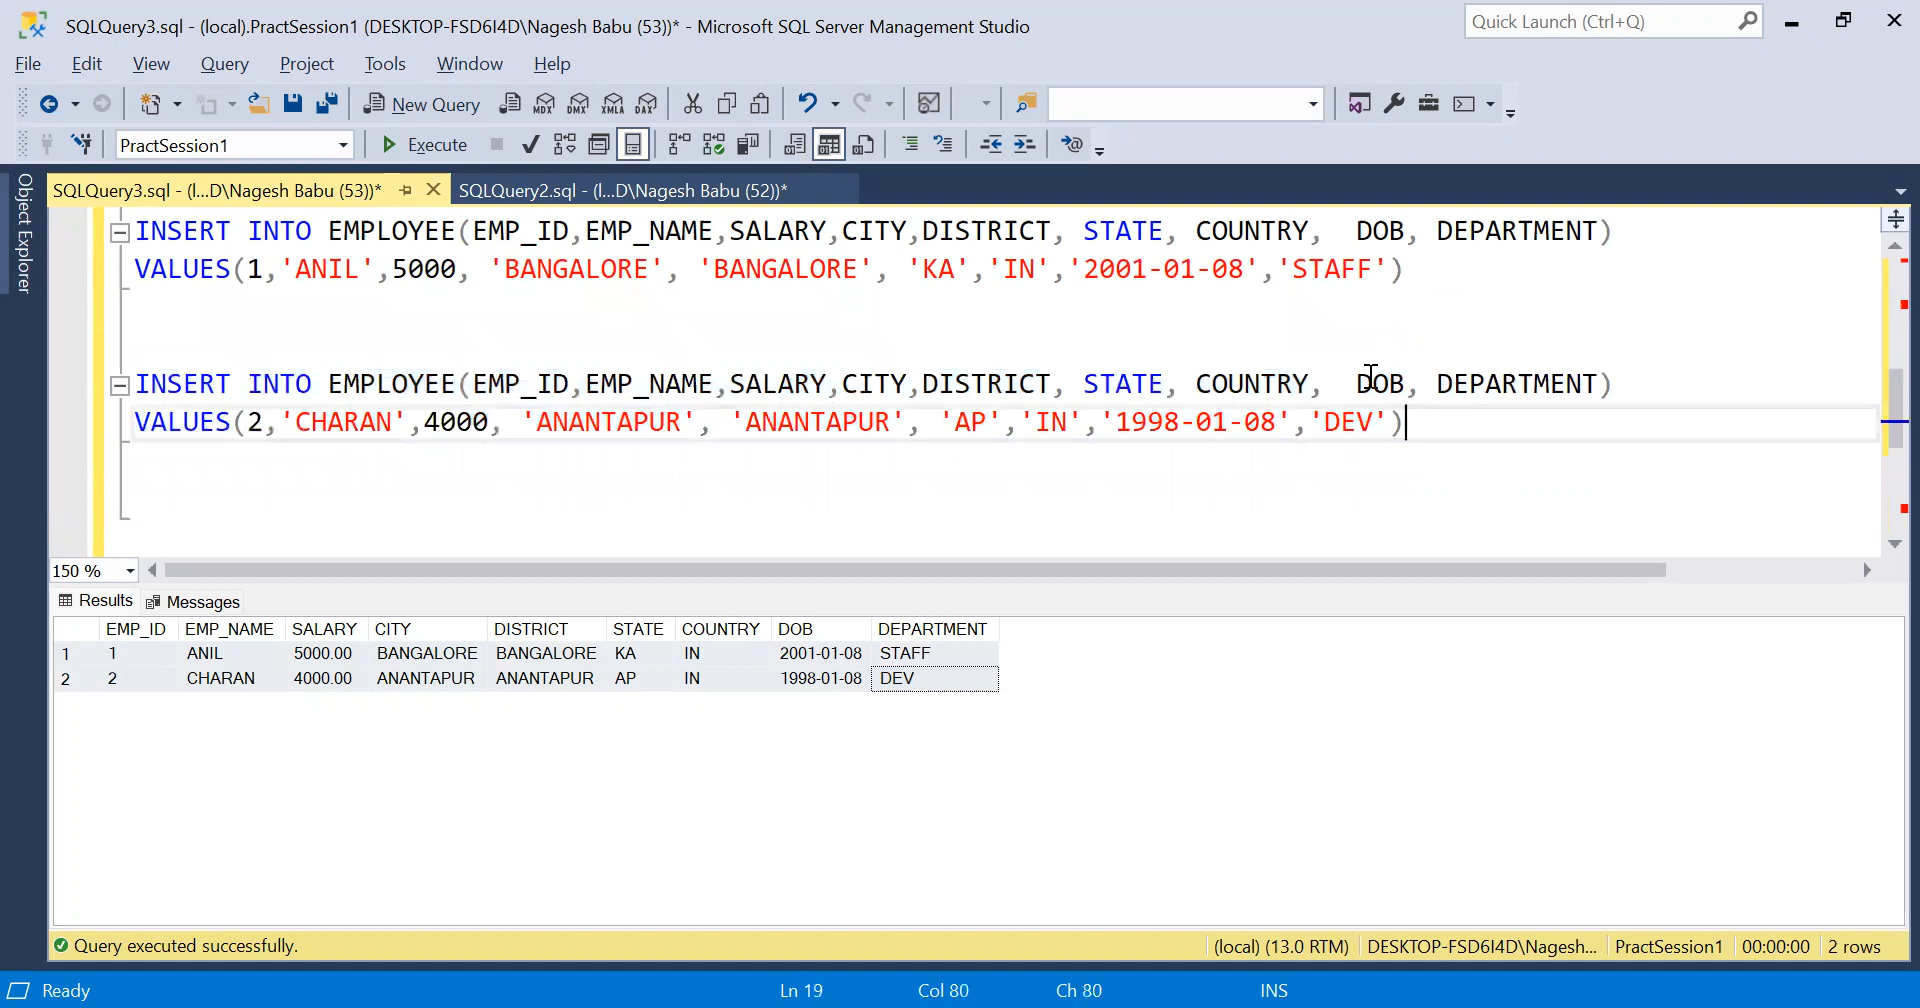 SQLQuery3.sql - (local).PractSession1 (DESKTOP-FSD6I4D\Nagesh Babu (53))* - Microsoft SQL Server Management Studio
Quick Launch (Ctrl+Q)
File Edit View Query Project Tools Window Help
New Query
MDX DMX XMLA DAX
PractSession1
Execute
SQLQuery3.sql - (l...D\Nagesh Babu (53))* SQLQuery2.sql - (l...D\Nagesh Babu (52))*
Object Explorer
INSERT INTO EMPLOYEE(EMP_ID,EMP_NAME,SALARY,CITY,DISTRICT, STATE, COUNTRY,  DOB, DEPARTMENT)
VALUES(1,'ANIL',5000, 'BANGALORE', 'BANGALORE', 'KA','IN','2001-01-08','STAFF')
INSERT INTO EMPLOYEE(EMP_ID,EMP_NAME,SALARY,CITY,DISTRICT, STATE, COUNTRY,  DOB, DEPARTMENT)
VALUES(2,'CHARAN',4000, 'ANANTAPUR', 'ANANTAPUR', 'AP','IN','1998-01-08','DEV')
150 %
Results Messages
EMP_ID EMP_NAME SALARY CITY DISTRICT STATE COUNTRY DOB DEPARTMENT
1 1 ANIL 5000.00 BANGALORE BANGALORE KA IN 2001-01-08 STAFF
2 2 CHARAN 4000.00 ANANTAPUR ANANTAPUR AP IN 1998-01-08 DEV
Query executed successfully. (local) (13.0 RTM) DESKTOP-FSD6I4D\Nagesh... PractSession1 00:00:00 2 rows
Ready Ln 19 Col 80 Ch 80 INS